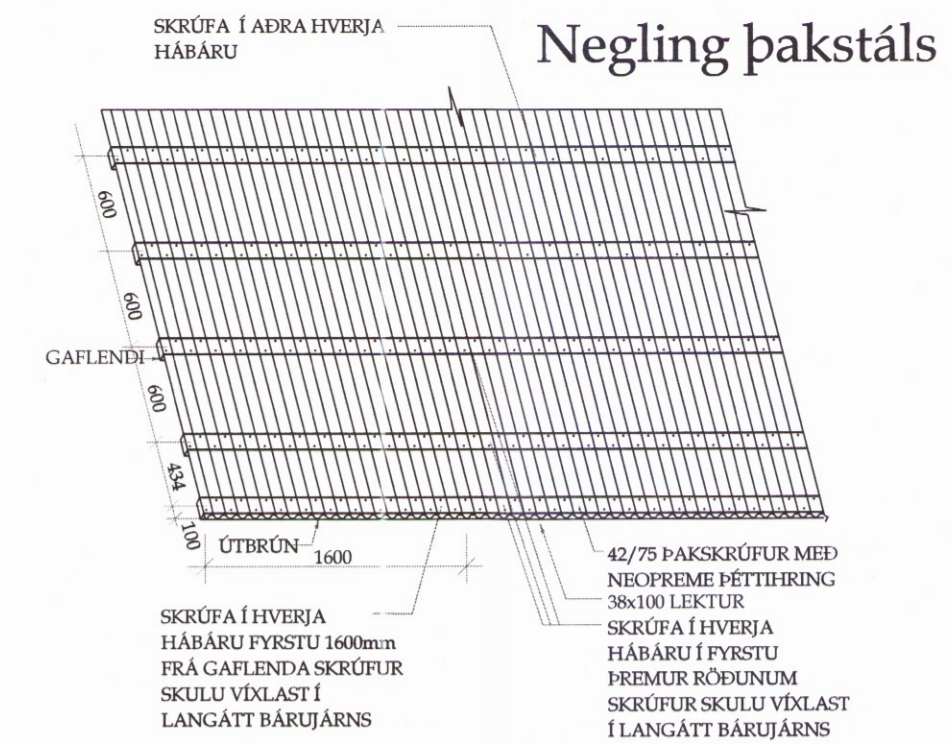 SKRÚFA Í AÐRA HVERJA
HÁBÁRU
Negling þakstáls
600
600
GAFLENDI
600
434
100
ÚTBRÚN
1600
42/75 ÞAKSKRÚFUR MEÐ
NEOPREME ÞÉTTIHRING
38x100 LEKTUR
SKRÚFA Í HVERJA
HÁBÁRU Í FYRSTU
ÞREMUR RÖÐUNUM
SKRÚFUR SKULU VÍXLAST
Í LANGÁTT BÁRUJÁRNS
SKRÚFA Í HVERJA
HÁBÁRU FYRSTU 1600mm
FRÁ GAFLENDA SKRÚFUR
SKULU VÍXLAST Í
LANGÁTT BÁRUJÁRNS